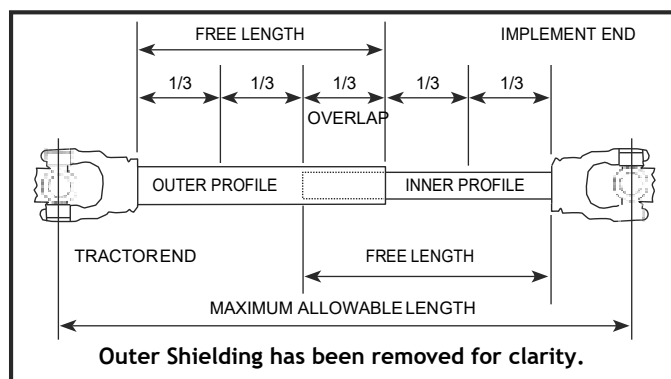 FREE LENGTH IMPLEMENT END
1/3 1/3 1/3 1/3 1/3
OVERLAP
OUTER PROFILE INNER PROFILE
TRACTOR END FREE LENGTH
MAXIMUM ALLOWABLE LENGTH
Outer Shielding has been removed for clarity.